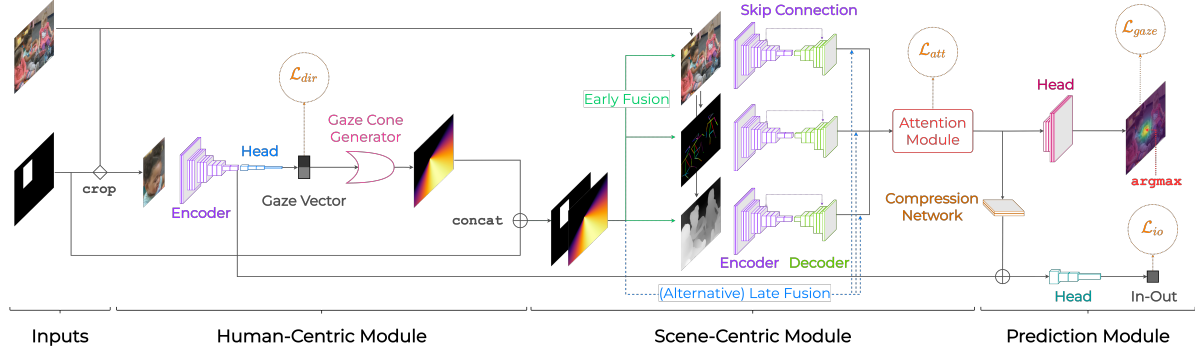 Skip Connection
ℒ_dir
ℒ_att
ℒ_gaze
Early Fusion
Head
Gaze Cone
Generator
Attention
Module
Head
crop
argmax
Encoder
Gaze Vector
concat
Compression
Network
ℒ_io
Encoder
Decoder
(Alternative) Late Fusion
Head
In-Out
Inputs
Human-Centric Module
Scene-Centric Module
Prediction Module